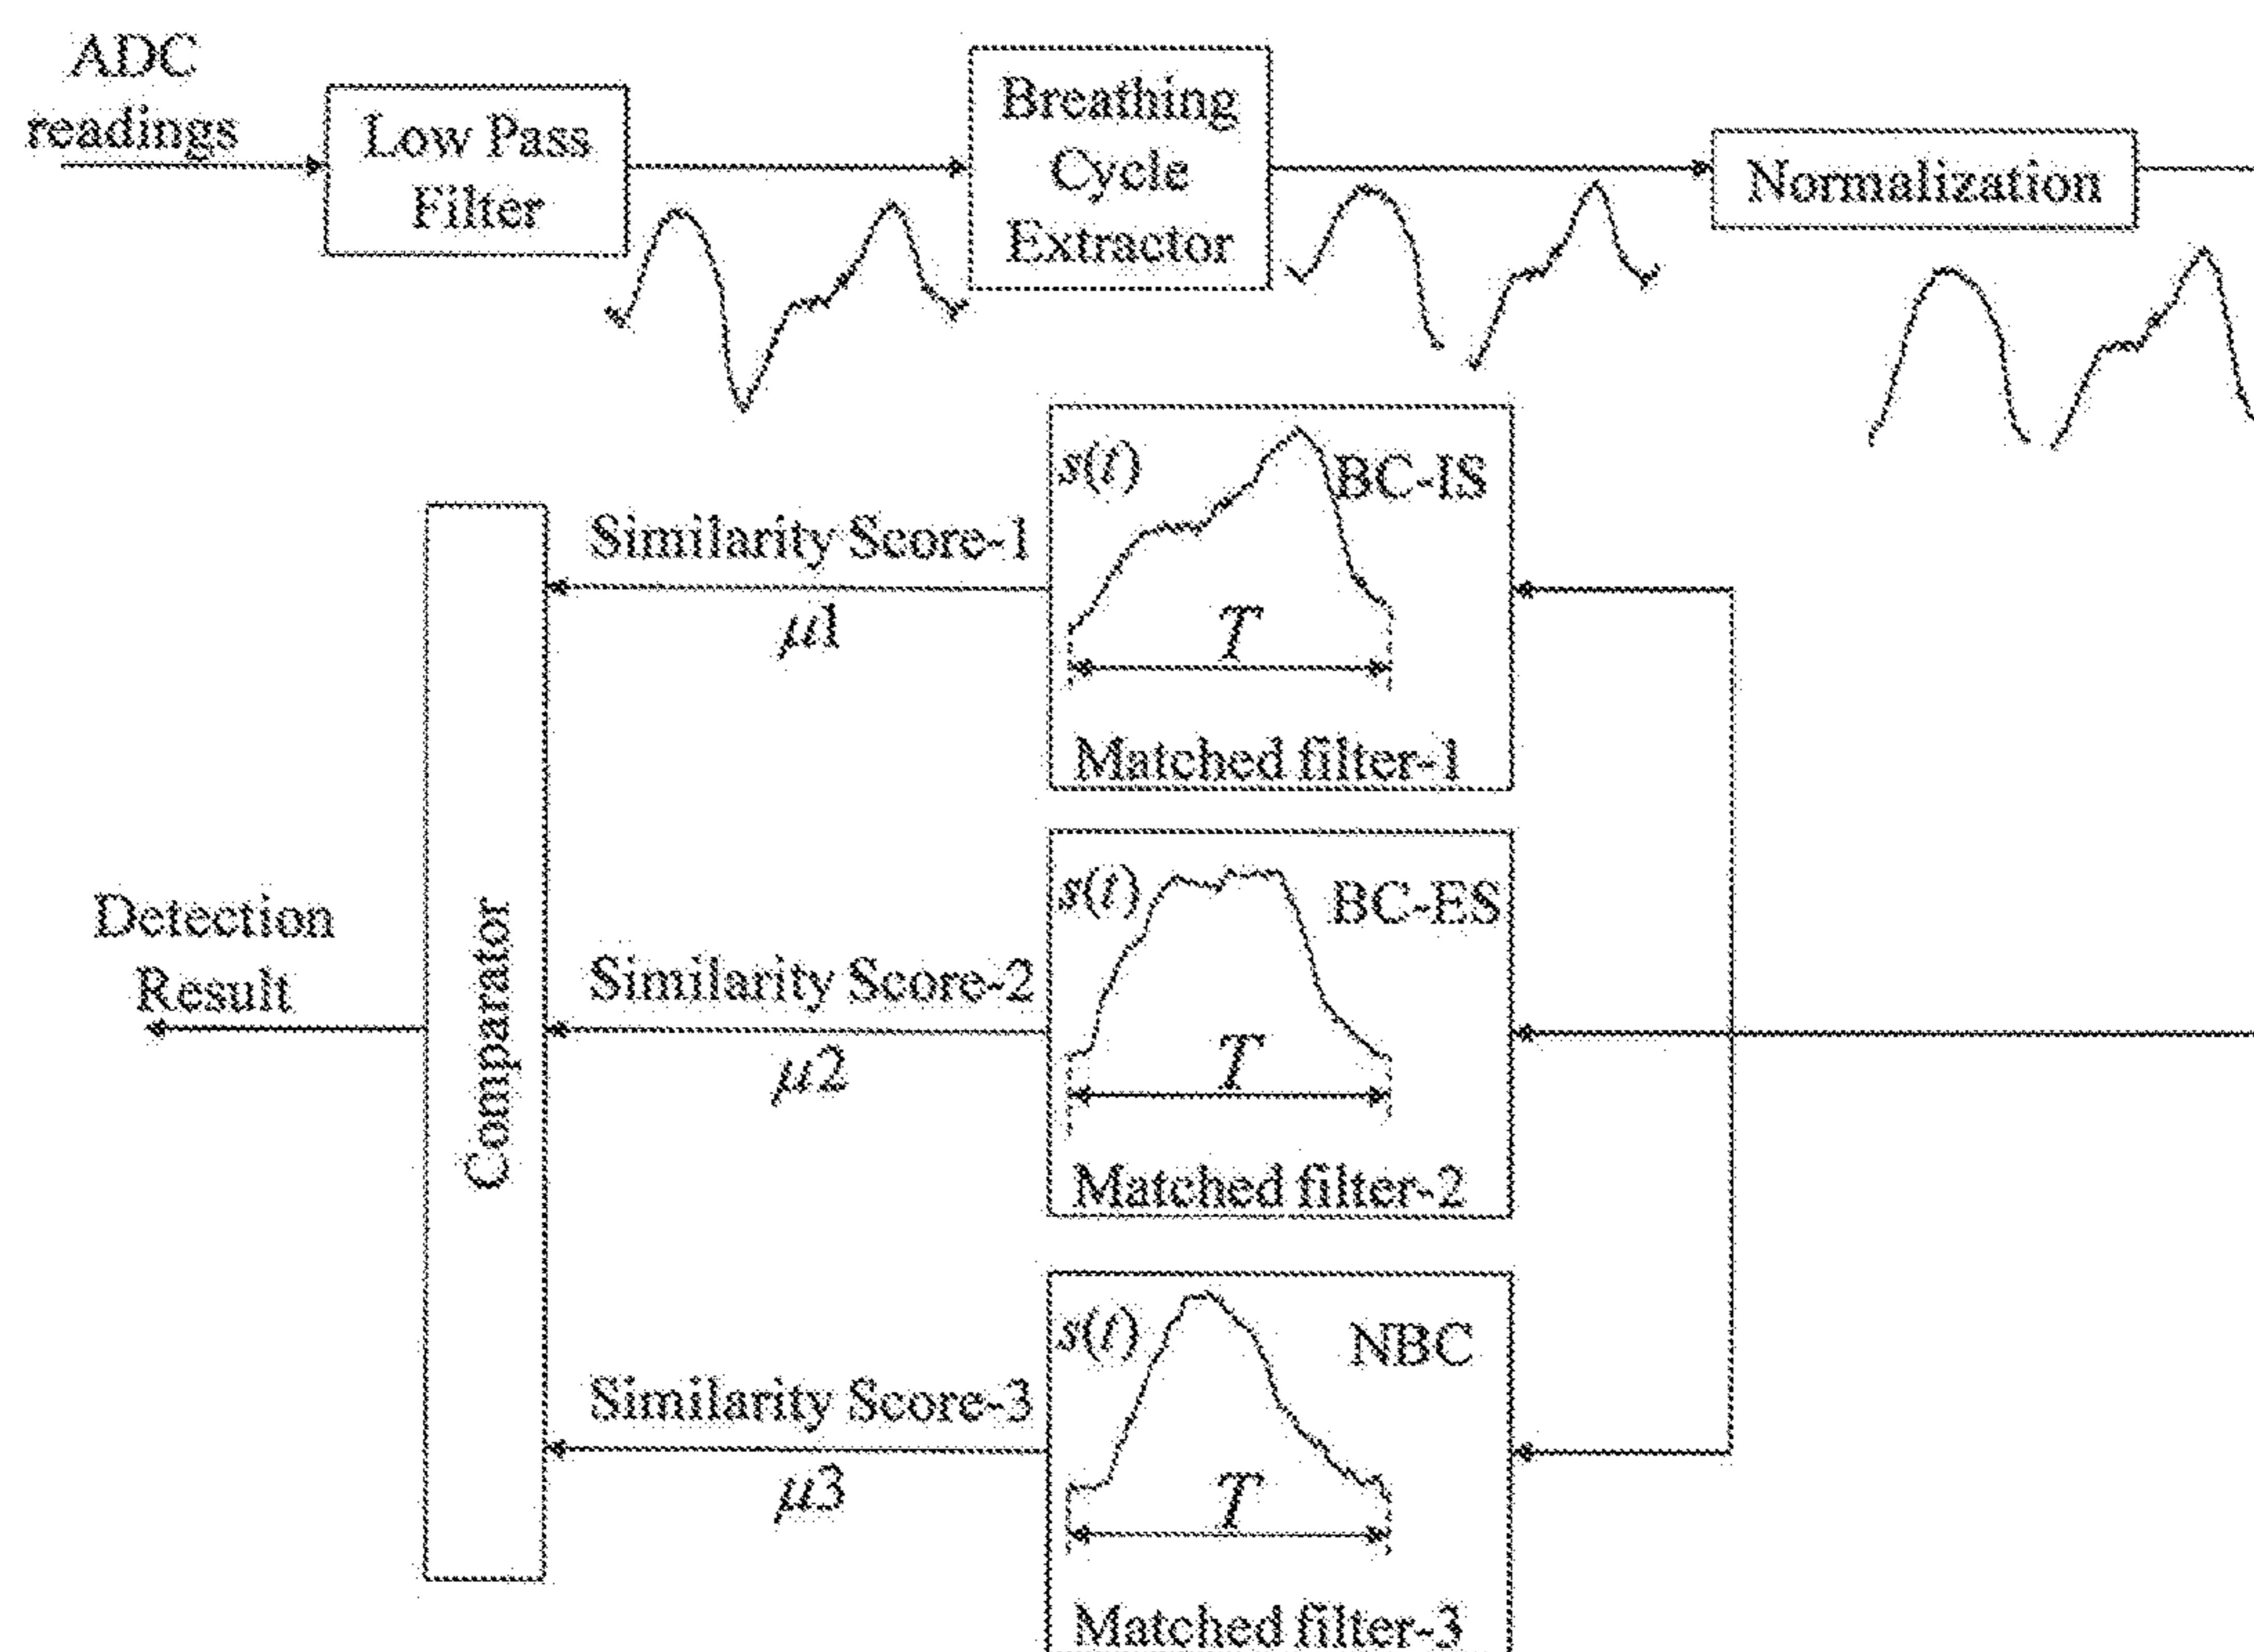 ADC
readings
Low Pass
Filter
Breathing
Cycle
Extractor
Normalization
s(t)
BC-IS
Similarity Score-1
μ1
T
Matched filter-1
s(t)
BC-ES
Detection
Result
Comparator
Similarity Score-2
μ2
T
Matched filter-2
s(t)
NBC
Similarity Score-3
μ3
T
Matched filter-3